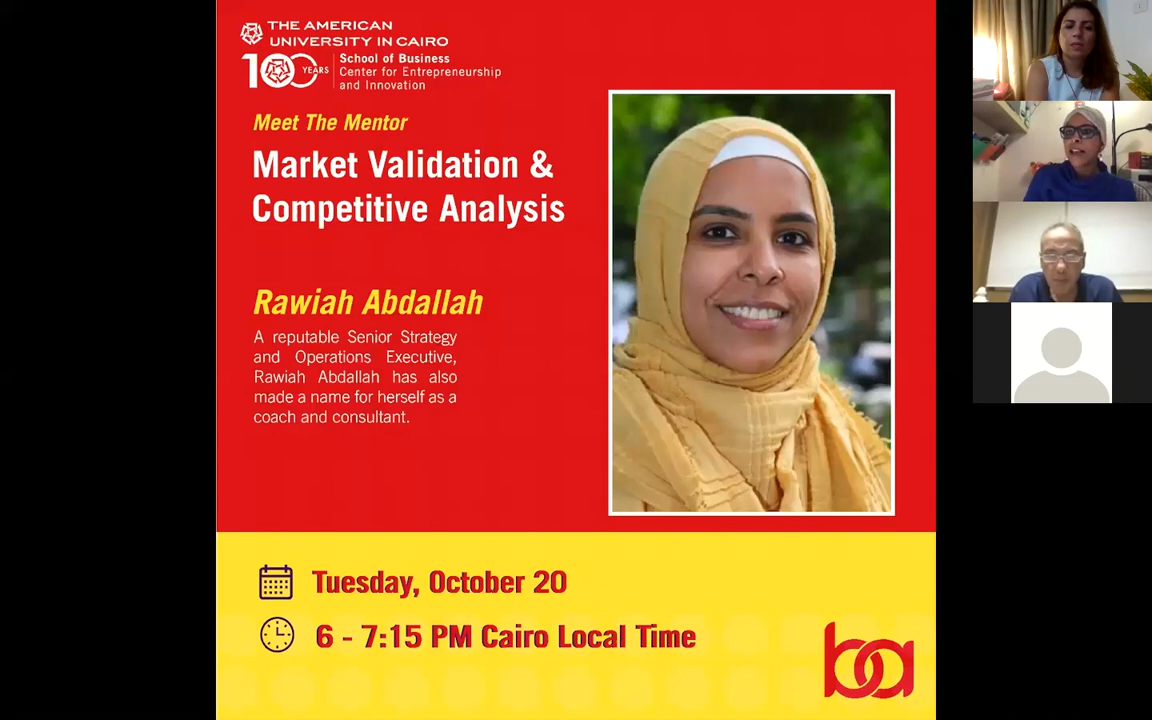 THE AMERICAN
UNIVERSITY IN CAIRO
100 YEARS
School of Business
Center for Entrepreneurship
and Innovation
Meet The Mentor
Market Validation &
Competitive Analysis
Rawiah Abdallah
A reputable Senior Strategy
and Operations Executive,
Rawiah Abdallah has also
made a name for herself as a
coach and consultant.
Tuesday, October 20
6 - 7:15 PM Cairo Local Time
ba